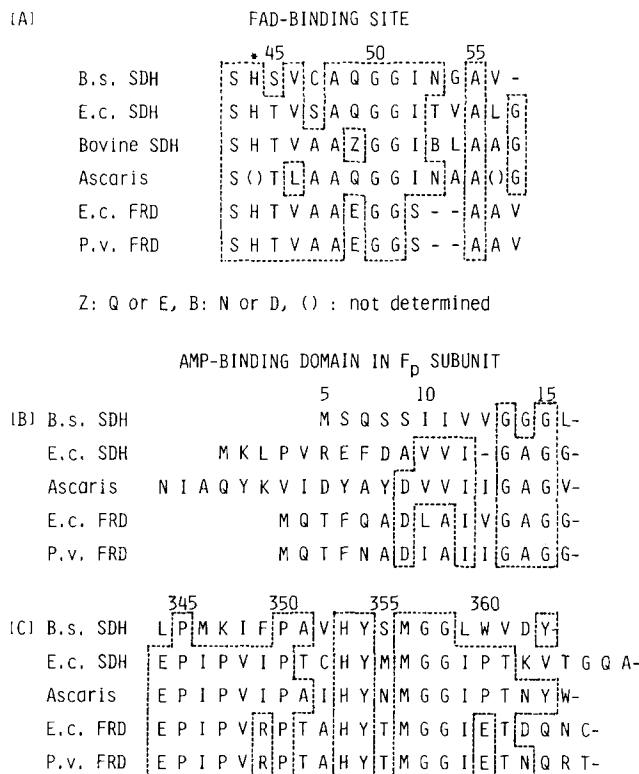 [A] FAD-BINDING SITE
* 45 50 55
B.s. SDH S H S V C A Q G G I N G A V -
E.c. SDH S H T V S A Q G G I T V A L G
Bovine SDH S H T V A A Z G G I B L A A G
Ascaris S () T L A A Q G G I N A A () G
E.c. FRD S H T V A A E G G S - - A A V
P.v. FRD S H T V A A E G G S - - A A V
Z: Q or E, B: N or D, () : not determined
AMP-BINDING DOMAIN IN Fp SUBUNIT
5 10 15
[B] B.s. SDH M S Q S S I I V V G G G L-
E.c. SDH M K L P V R E F D A V V I - G A G G-
Ascaris N I A Q Y K V I D Y A Y D V V I I G A G V-
E.c. FRD M Q T F Q A D L A I V G A G G-
P.v. FRD M Q T F N A D I A I I G A G G-
345 350 355 360
[C] B.s. SDH L P M K I F P A V H Y S M G G L W V D Y-
E.c. SDH E P I P V I P T C H Y M M G G I P T K V T G Q A-
Ascaris E P I P V I P A I H Y N M G G I P T N Y W-
E.c. FRD E P I P V R P T A H Y T M G G I E T D Q N C-
P.v. FRD E P I P V R P T A H Y T M G G I E T N Q R T-